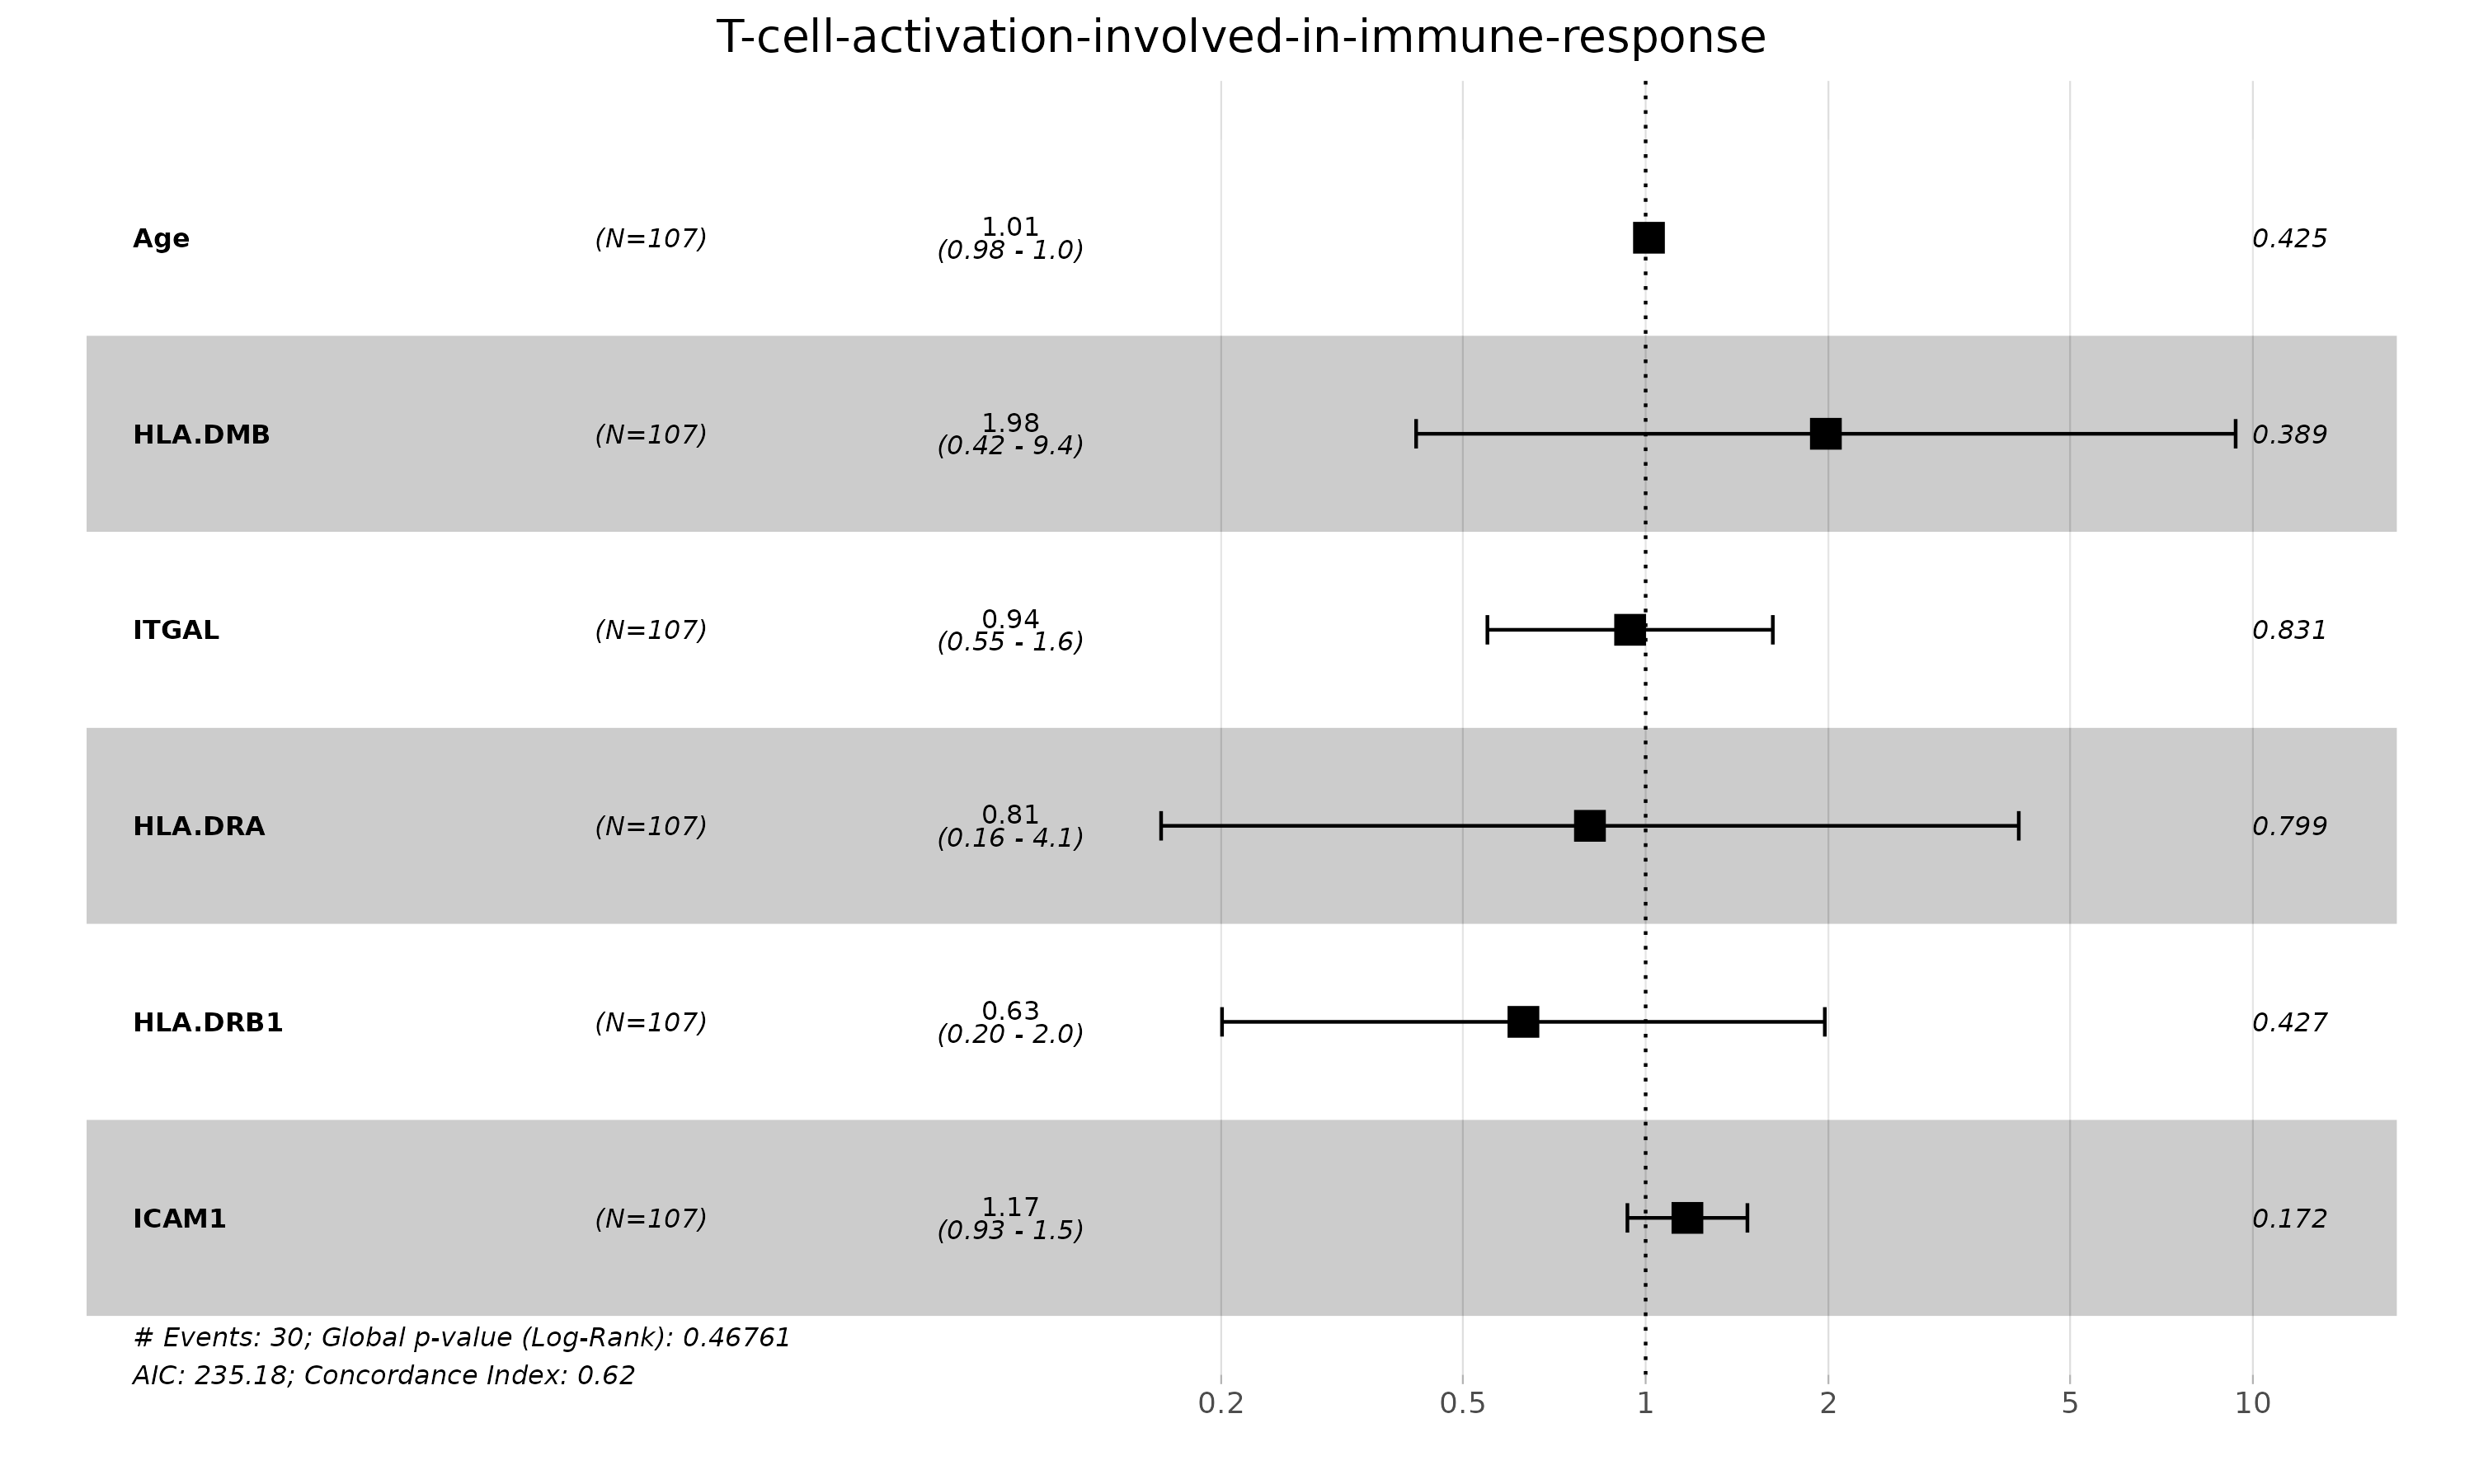 T-cell-activation-involved-in-immune-response
Age (N=107) 1.01 0.425
(0.98 - 1.0)
HLA.DMB (N=107) 1.98 0.389
(0.42 - 9.4)
ITGAL (N=107) 0.94 0.831
(0.55 - 1.6)
HLA.DRA (N=107) 0.81 0.799
(0.16 - 4.1)
HLA.DRB1 (N=107) 0.63 0.427
(0.20 - 2.0)
ICAM1 (N=107) 1.17 0.172
(0.93 - 1.5)
# Events: 30; Global p-value (Log-Rank): 0.46761
AIC: 235.18; Concordance Index: 0.62
0.2 0.5 1 2 5 10